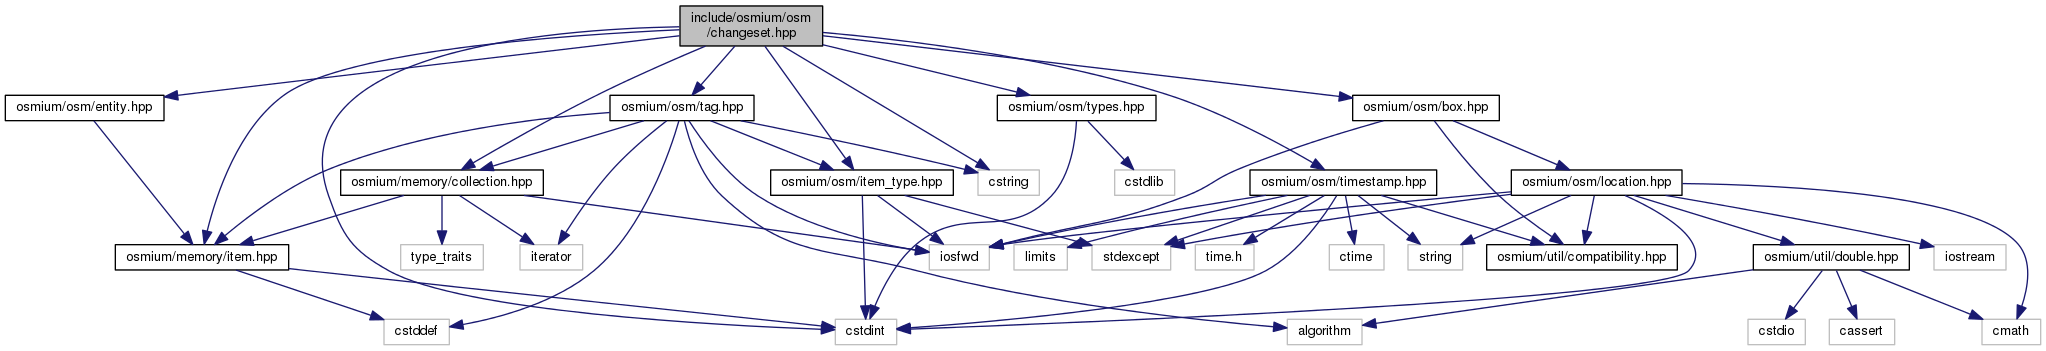 include/osmium/osm
/changeset.hpp
osmium/osm/entity.hpp
osmium/osm/tag.hpp
osmium/osm/types.hpp
osmium/osm/box.hpp
osmium/memory/collection.hpp
osmium/osm/item_type.hpp
cstring
cstdlib
osmium/osm/timestamp.hpp
osmium/osm/location.hpp
osmium/memory/item.hpp
type_traits
iterator
iosfwd
limits
stdexcept
time.h
ctime
string
osmium/util/compatibility.hpp
osmium/util/double.hpp
iostream
cstddef
cstdint
algorithm
cstdio
cassert
cmath